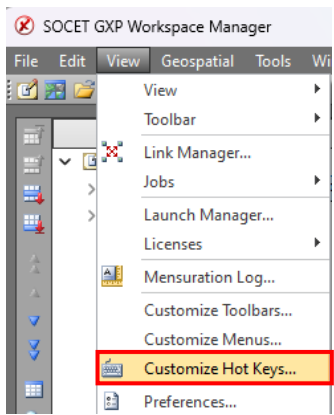 SOCET GXP Workspace Manager
File Edit View Geospatial Tools
View
Toolbar
Link Manager...
Jobs
Launch Manager...
Licenses
Mensuration Log...
Customize Toolbars...
Customize Menus...
Customize Hot Keys...
Preferences...